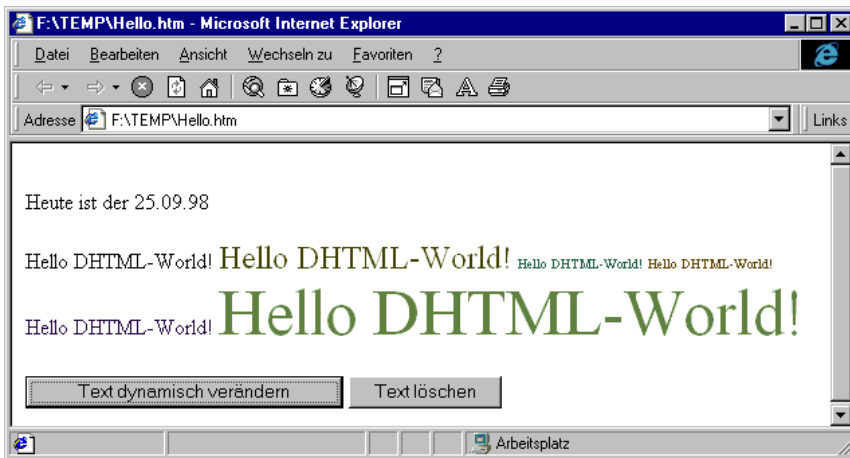 F:\TEMP\Hello.htm - Microsoft Internet Explorer
Datei Bearbeiten Ansicht Wechseln zu Favoriten ?
Adresse F:\TEMP\Hello.htm Links
Heute ist der 25.09.98
Hello DHTML-World! Hello DHTML-World! Hello DHTML-World! Hello DHTML-World!
Hello DHTML-World! Hello DHTML-World!
Text dynamisch verändern Text löschen
Arbeitsplatz